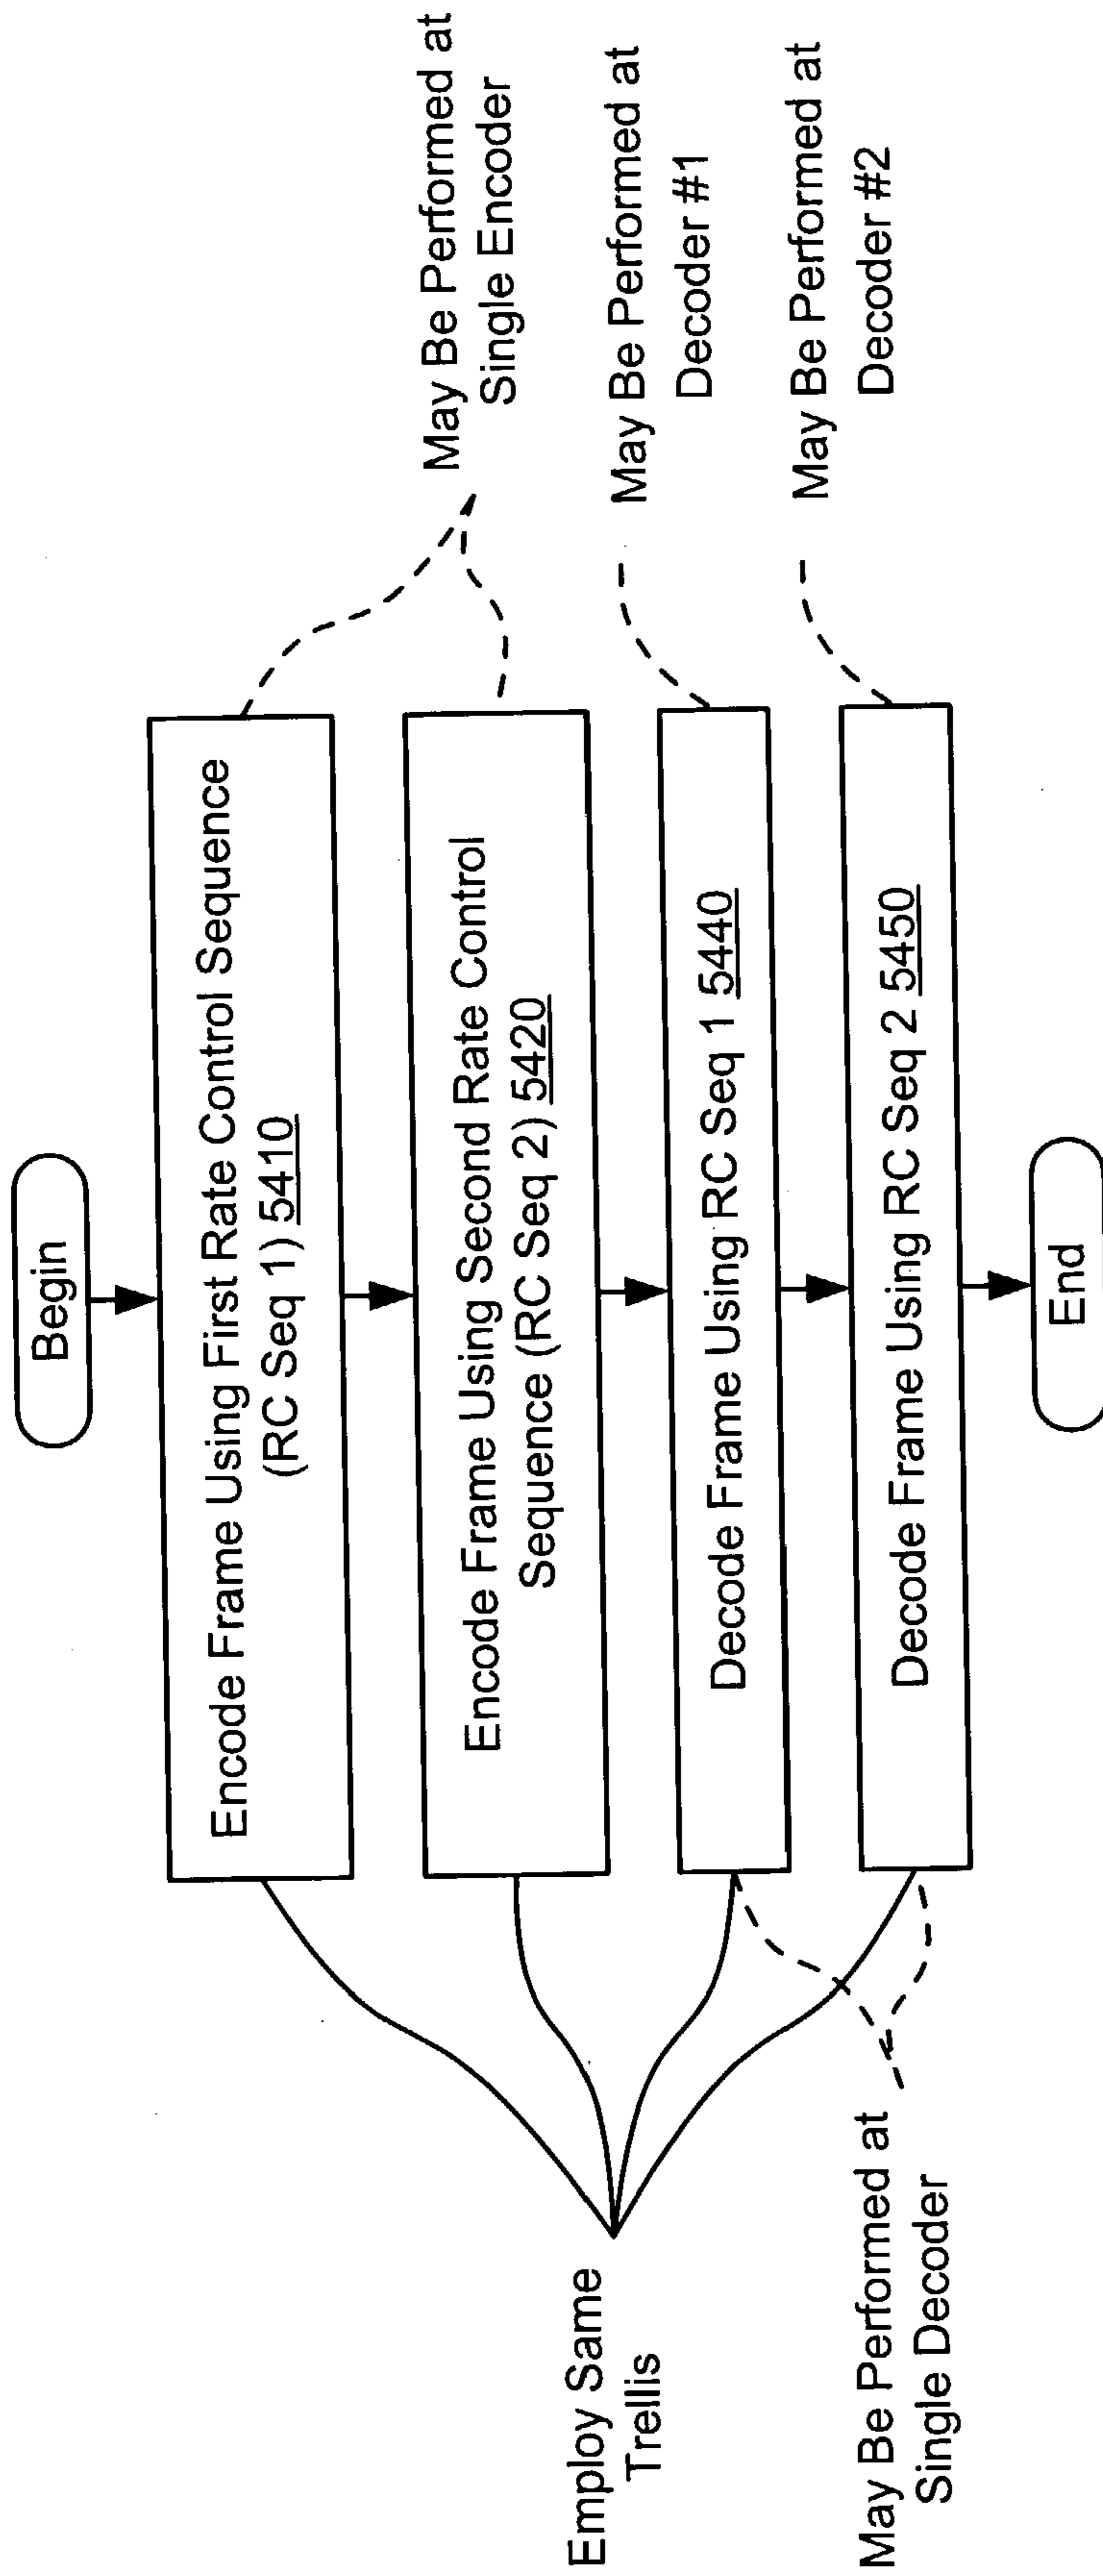 Begin
Encode Frame Using First Rate Control Sequence
(RC Seq 1) 5410
Encode Frame Using Second Rate Control
Sequence (RC Seq 2) 5420
Decode Frame Using RC Seq 1 5440
Decode Frame Using RC Seq 2 5450
End
Employ Same
Trellis
May Be Performed at
Single Decoder
May Be Performed at
Single Encoder
May Be Performed at
Decoder #1
May Be Performed at
Decoder #2